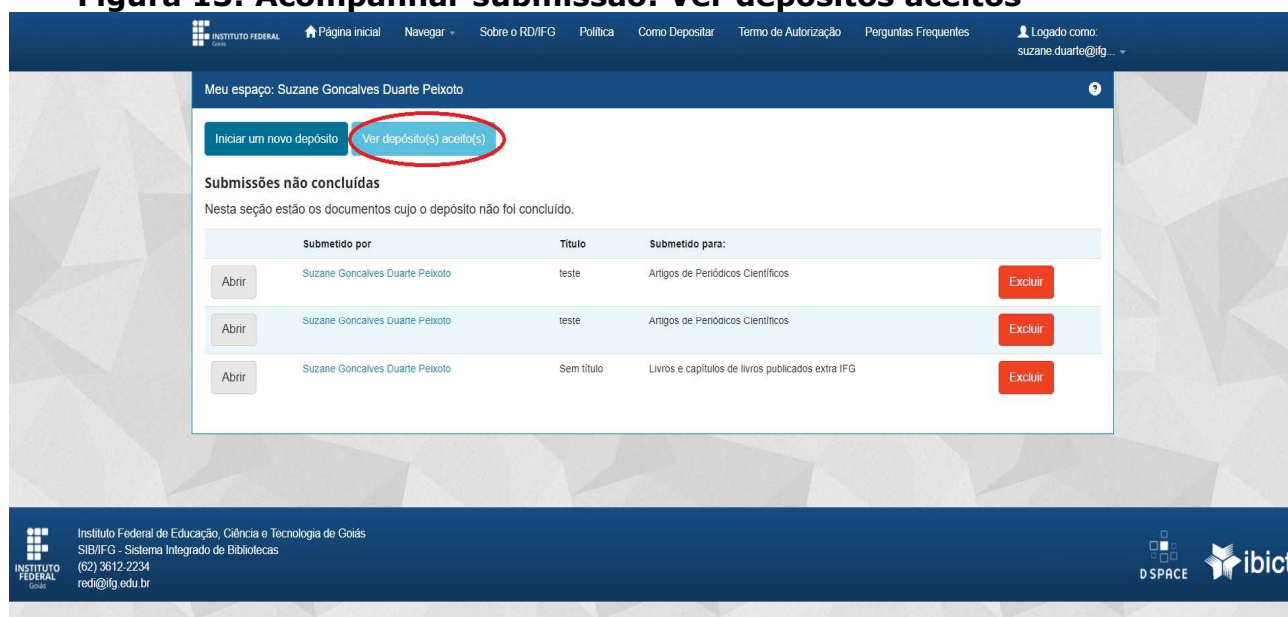 Figura 15: Acompanhar submissão: Ver depósitos aceitos
INSTITUTO FEDERAL
Goiás
Página inicial
Navegar
Sobre o RD/IFG
Política
Como Depositar
Termo de Autorização
Perguntas Frequentes
Logado como:
suzane.duarte@ifg...
Meu espaço: Suzane Goncalves Duarte Peixoto
?
Iniciar um novo depósito
Ver depósito(s) aceito(s)
Submissões não concluídas
Nesta seção estão os documentos cujo o depósito não foi concluído.
Submetido por Título Submetido para:
Abrir Suzane Goncalves Duarte Peixoto teste Artigos de Periódicos Científicos Excluir
Abrir Suzane Goncalves Duarte Peixoto teste Artigos de Periódicos Científicos Excluir
Abrir Suzane Goncalves Duarte Peixoto Sem título Livros e capítulos de livros publicados extra IFG Excluir
INSTITUTO
FEDERAL
Goiás
Instituto Federal de Educação, Ciência e Tecnologia de Goiás
SIB/IFG - Sistema Integrado de Bibliotecas
(62) 3612-2234
redi@ifg.edu.br
DSPACE
ibict